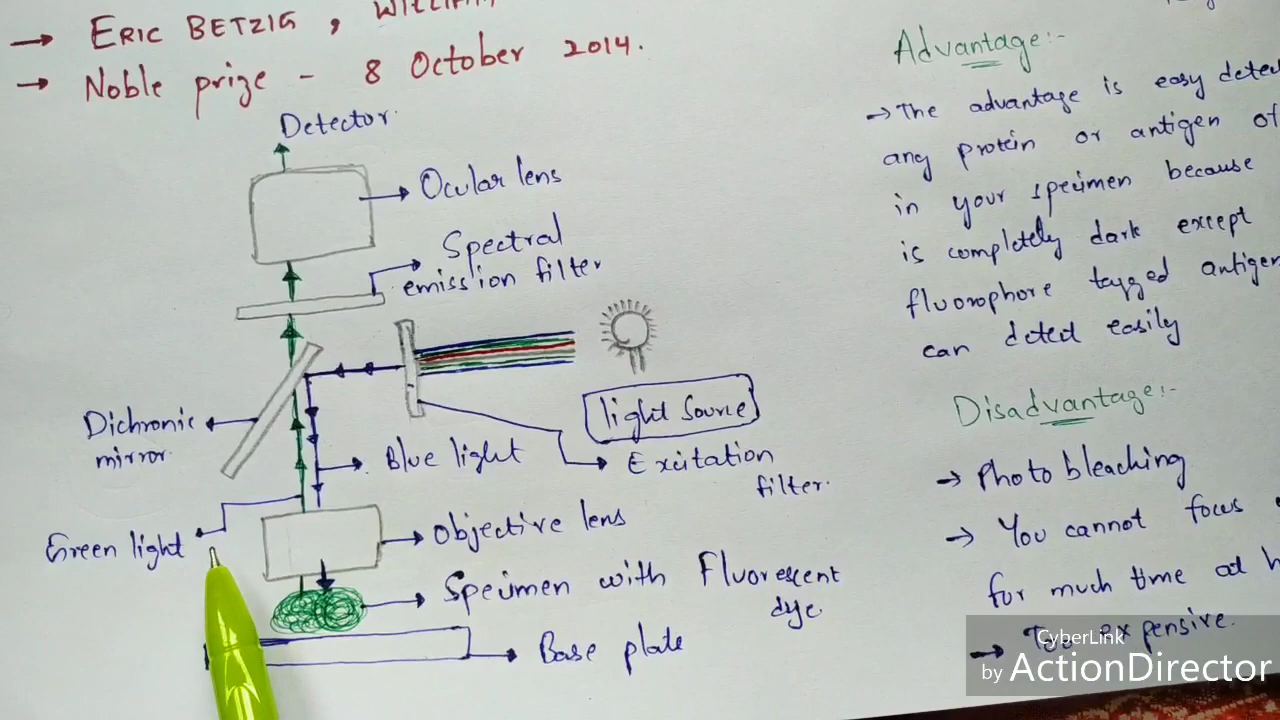 → ERIC BETZIG ,
→ Noble prize - 8 October 2014.
Detector
Ocular lens
Spectral
emission filter
Dichronic
mirror
Light Source
Blue light
Excitation
filter
Green light
Objective lens
Specimen with Fluorescent
dye
Base plate
Advantage:-
→ The advantage is easy
any protein or antigen of
in your specimen because
is completely dark except
fluorophore tagged antigen
can deted easily
Disadvantage:-
→ Photo bleaching
→ You cannot focus
for much time at
→ Too expensive.
CyberLink
by ActionDirector